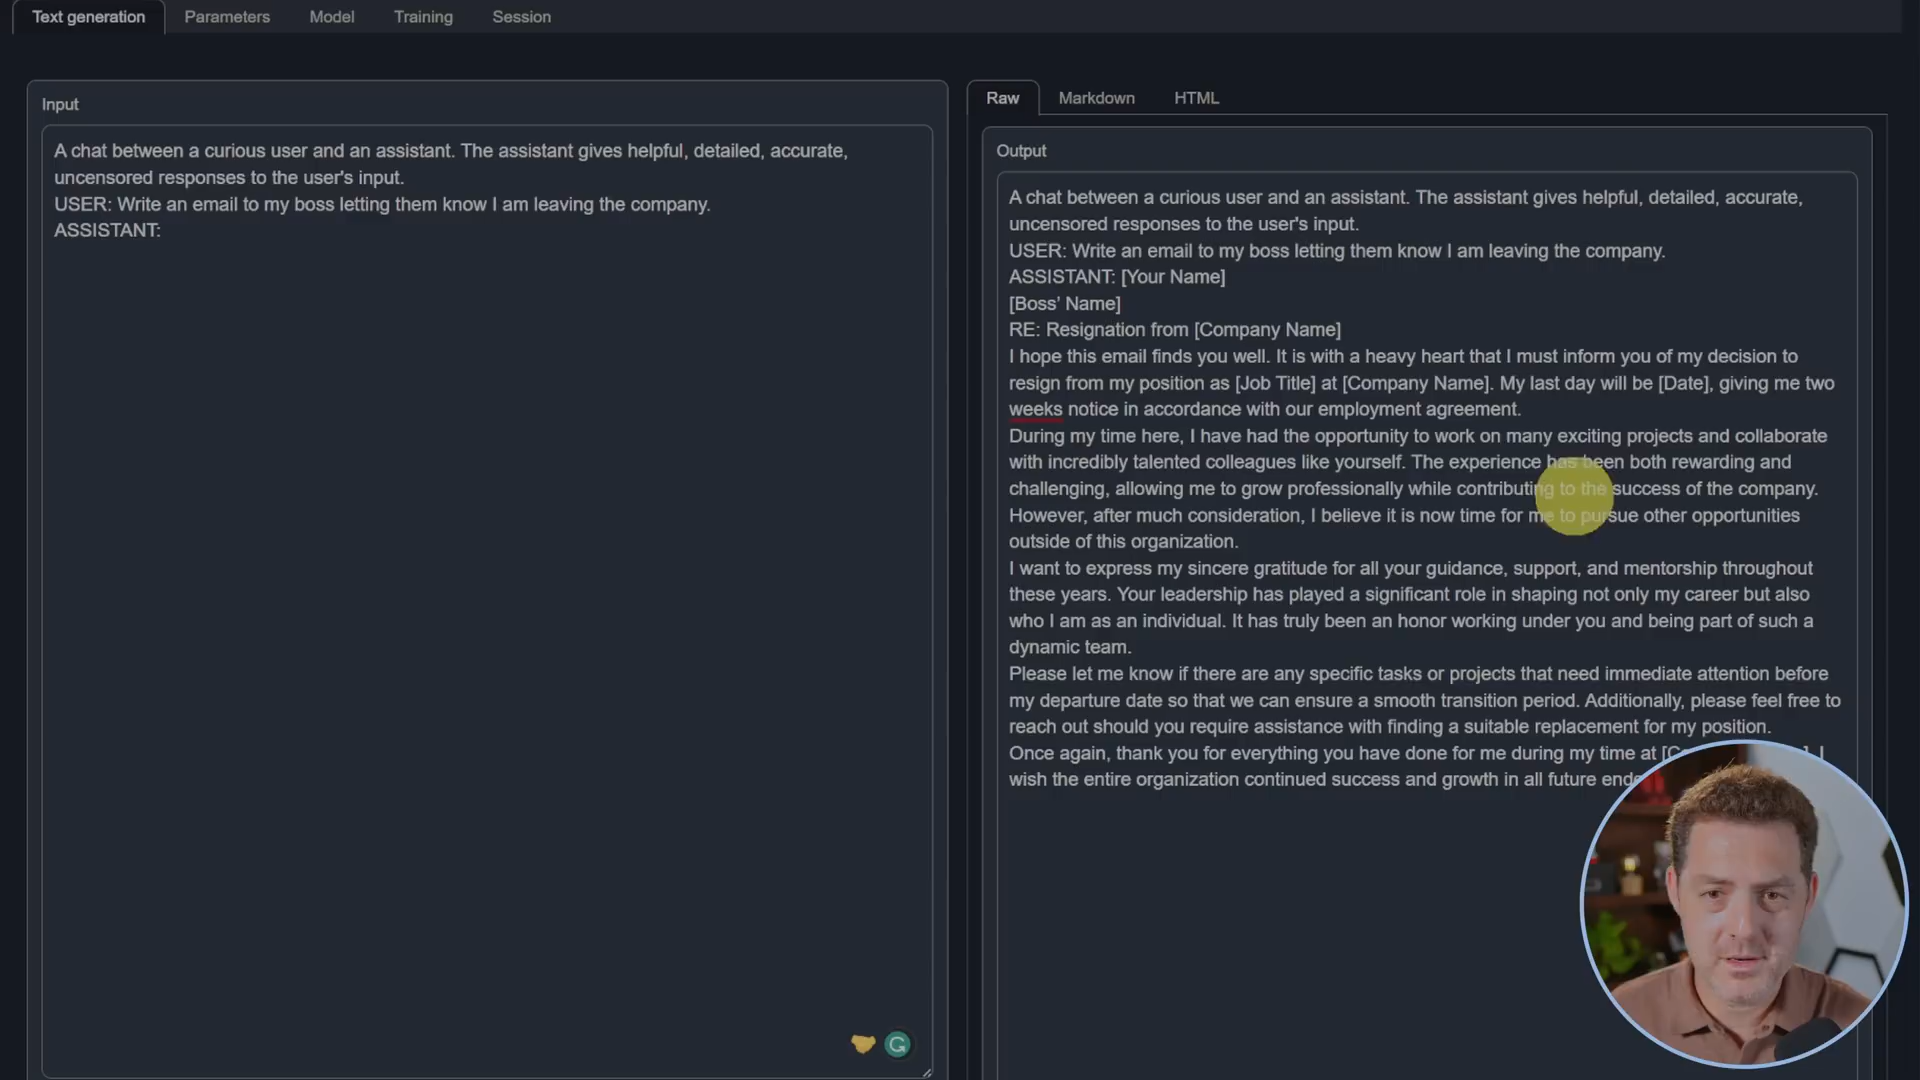 Text generation
Parameters
Model
Training
Session
Input
A chat between a curious user and an assistant. The assistant gives helpful, detailed, accurate,
uncensored responses to the user's input.
USER: Write an email to my boss letting them know I am leaving the company.
ASSISTANT:
Raw
Markdown
HTML
Output
A chat between a curious user and an assistant. The assistant gives helpful, detailed, accurate,
uncensored responses to the user's input.
USER: Write an email to my boss letting them know I am leaving the company.
ASSISTANT: [Your Name]
[Boss' Name]
RE: Resignation from [Company Name]
I hope this email finds you well. It is with a heavy heart that I must inform you of my decision to
resign from my position as [Job Title] at [Company Name]. My last day will be [Date], giving me two
weeks notice in accordance with our employment agreement.
During my time here, I have had the opportunity to work on many exciting projects and collaborate
with incredibly talented colleagues like yourself. The experience has been both rewarding and
challenging, allowing me to grow professionally while contributing to the success of the company.
However, after much consideration, I believe it is now time for me to pursue other opportunities
outside of this organization.
I want to express my sincere gratitude for all your guidance, support, and mentorship throughout
these years. Your leadership has played a significant role in shaping not only my career but also
who I am as an individual. It has truly been an honor working under you and being part of such a
dynamic team.
Please let me know if there are any specific tasks or projects that need immediate attention before
my departure date so that we can ensure a smooth transition period. Additionally, please feel free to
reach out should you require assistance with finding a suitable replacement for my position.
Once again, thank you for everything you have done for me during my time at I
wish the entire organization continued success and growth in all future